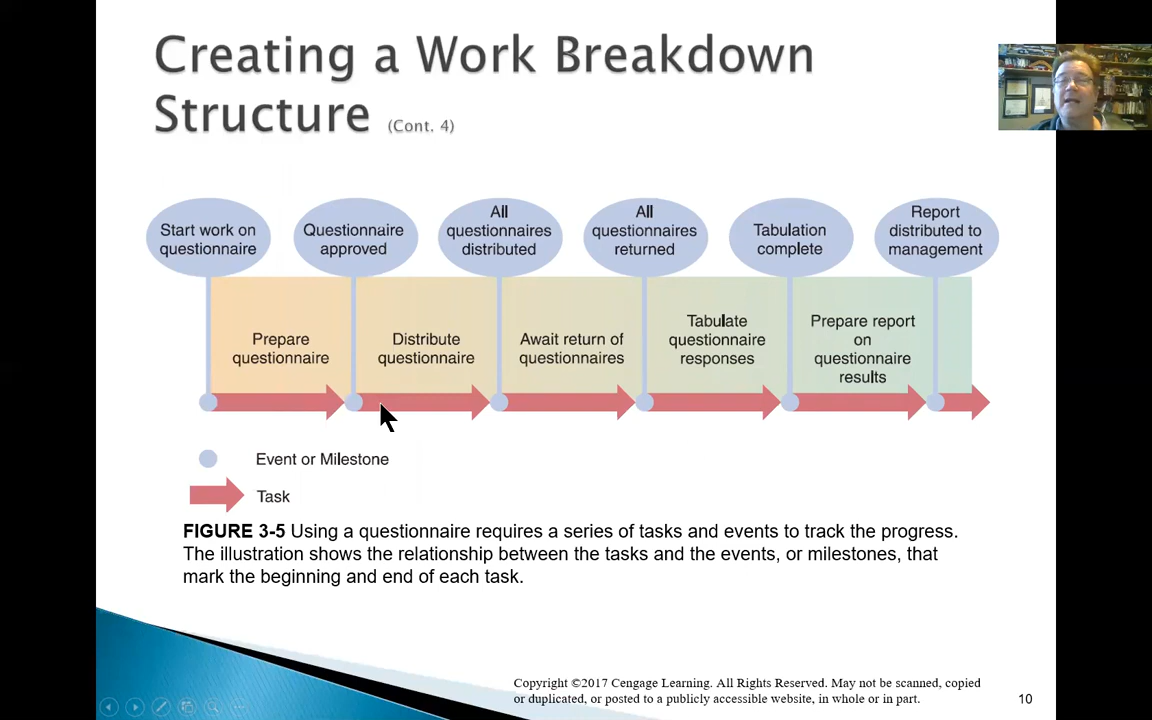 Creating a Work Breakdown
Structure (Cont. 4)
Start work on
questionnaire
Questionnaire
approved
All
questionnaires
distributed
All
questionnaires
returned
Tabulation
complete
Report
distributed to
management
Prepare
questionnaire
Distribute
questionnaire
Await return of
questionnaires
Tabulate
questionnaire
responses
Prepare report
on
questionnaire
results
Event or Milestone
Task
FIGURE 3-5 Using a questionnaire requires a series of tasks and events to track the progress.
The illustration shows the relationship between the tasks and the events, or milestones, that
mark the beginning and end of each task.
Copyright ©2017 Cengage Learning. All Rights Reserved. May not be scanned, copied
or duplicated, or posted to a publicly accessible website, in whole or in part.
10